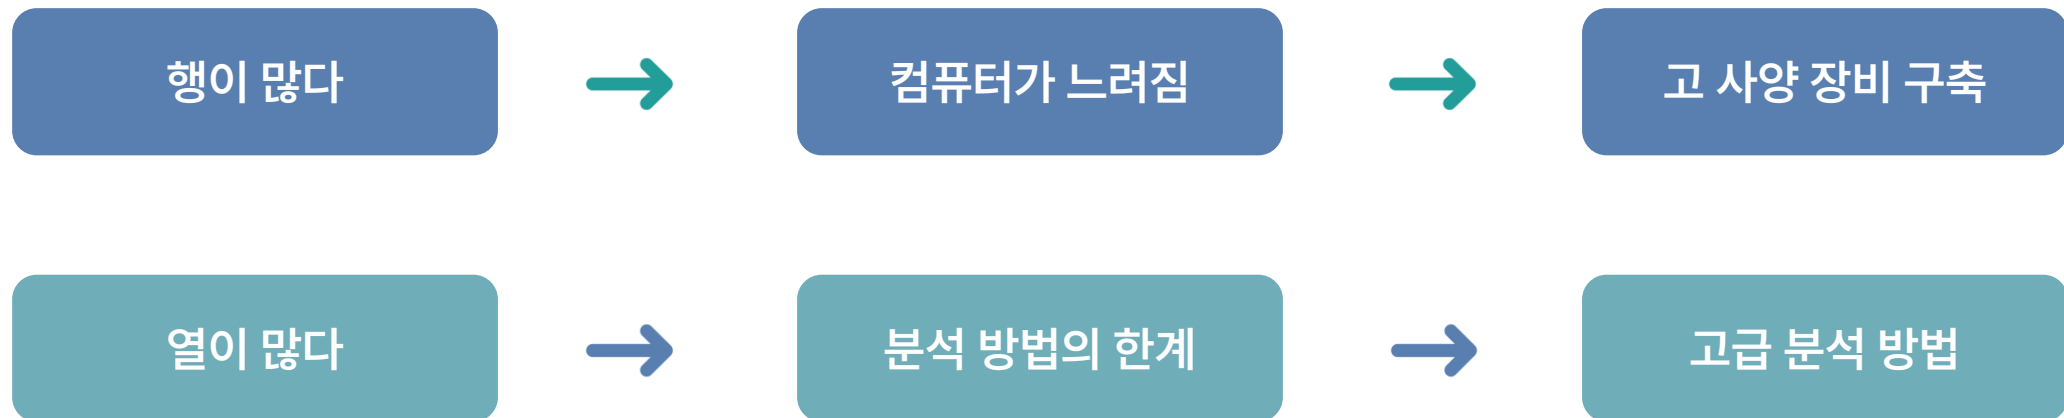 행이 많다
컴퓨터가 느려짐
고 사양 장비 구축
열이 많다
분석 방법의 한계
고급 분석 방법